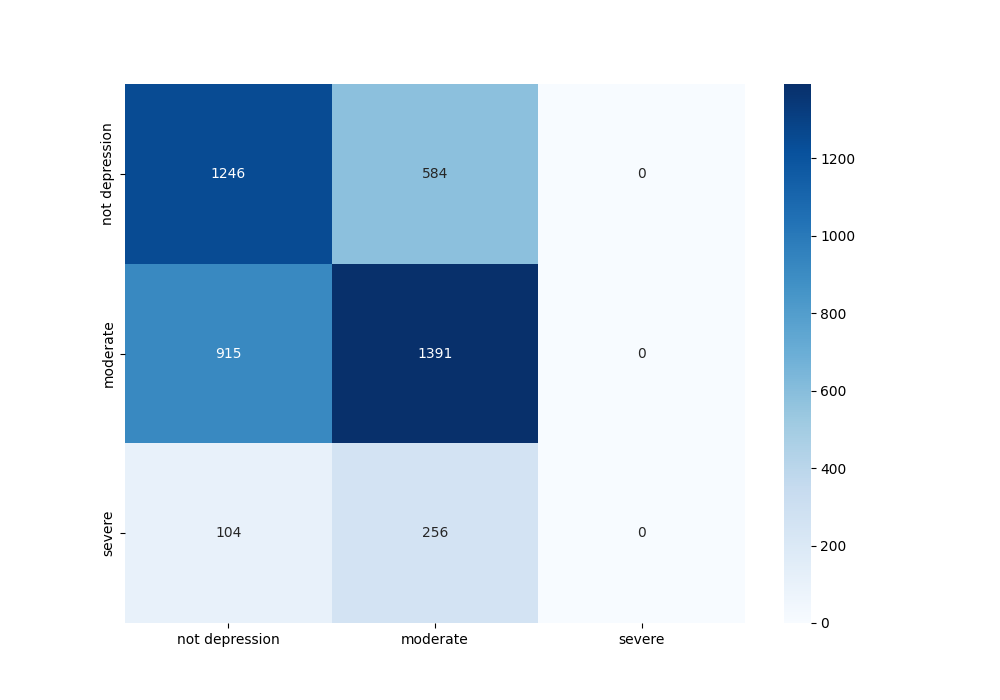 not depression
1246 584 0
moderate
915 1391 0
severe
104 256 0
not depression moderate severe
1200
1000
800
600
400
200
0